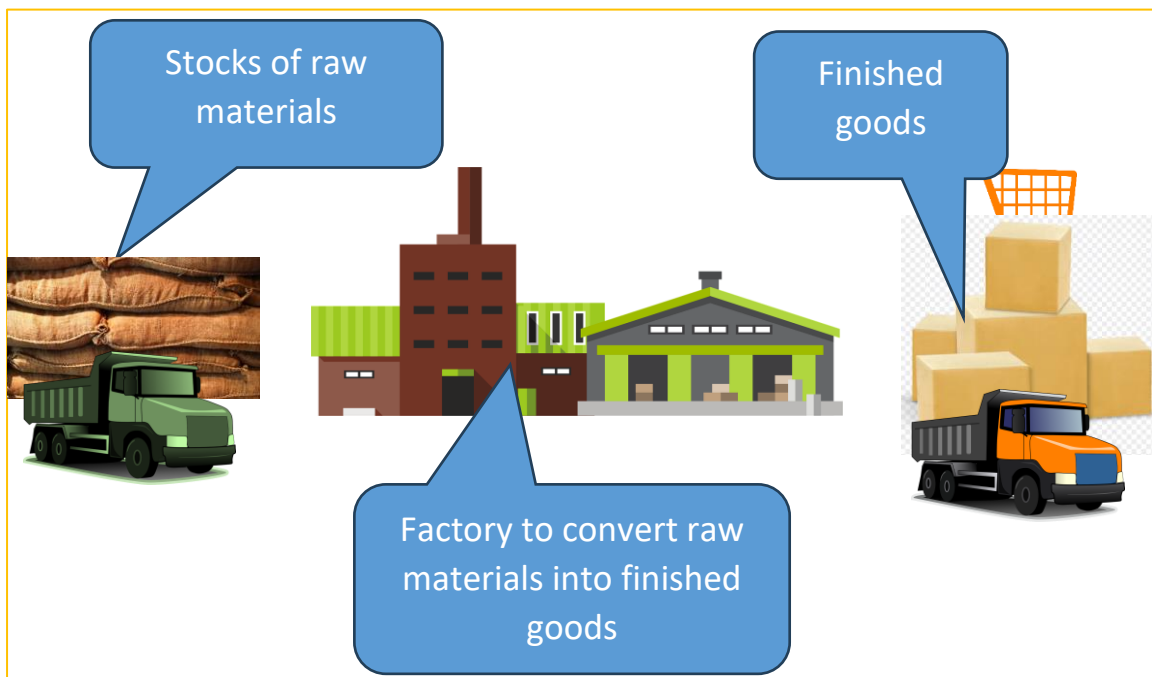 Stocks of raw
materials
Finished
goods
Factory to convert raw
materials into finished
goods